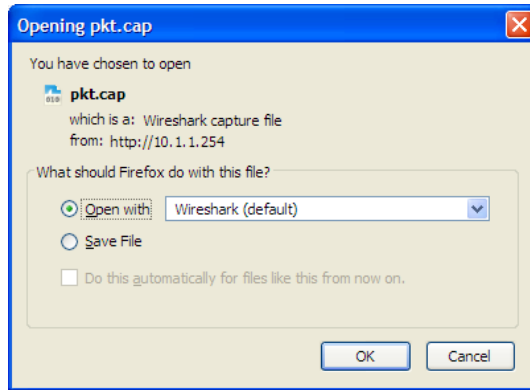 Opening pkt.cap
You have chosen to open
pkt.cap
which is a: Wireshark capture file
from: http://10.1.1.254
What should Firefox do with this file?
Open with Wireshark (default)
Save File
Do this automatically for files like this from now on.
OK Cancel